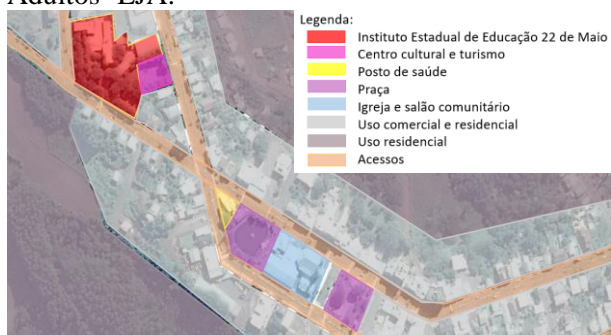 Adultos- EJA.
Legenda:
Instituto Estadual de Educação 22 de Maio
Centro cultural e turismo
Posto de saúde
Praça
Igreja e salão comunitário
Uso comercial e residencial
Uso residencial
Acessos